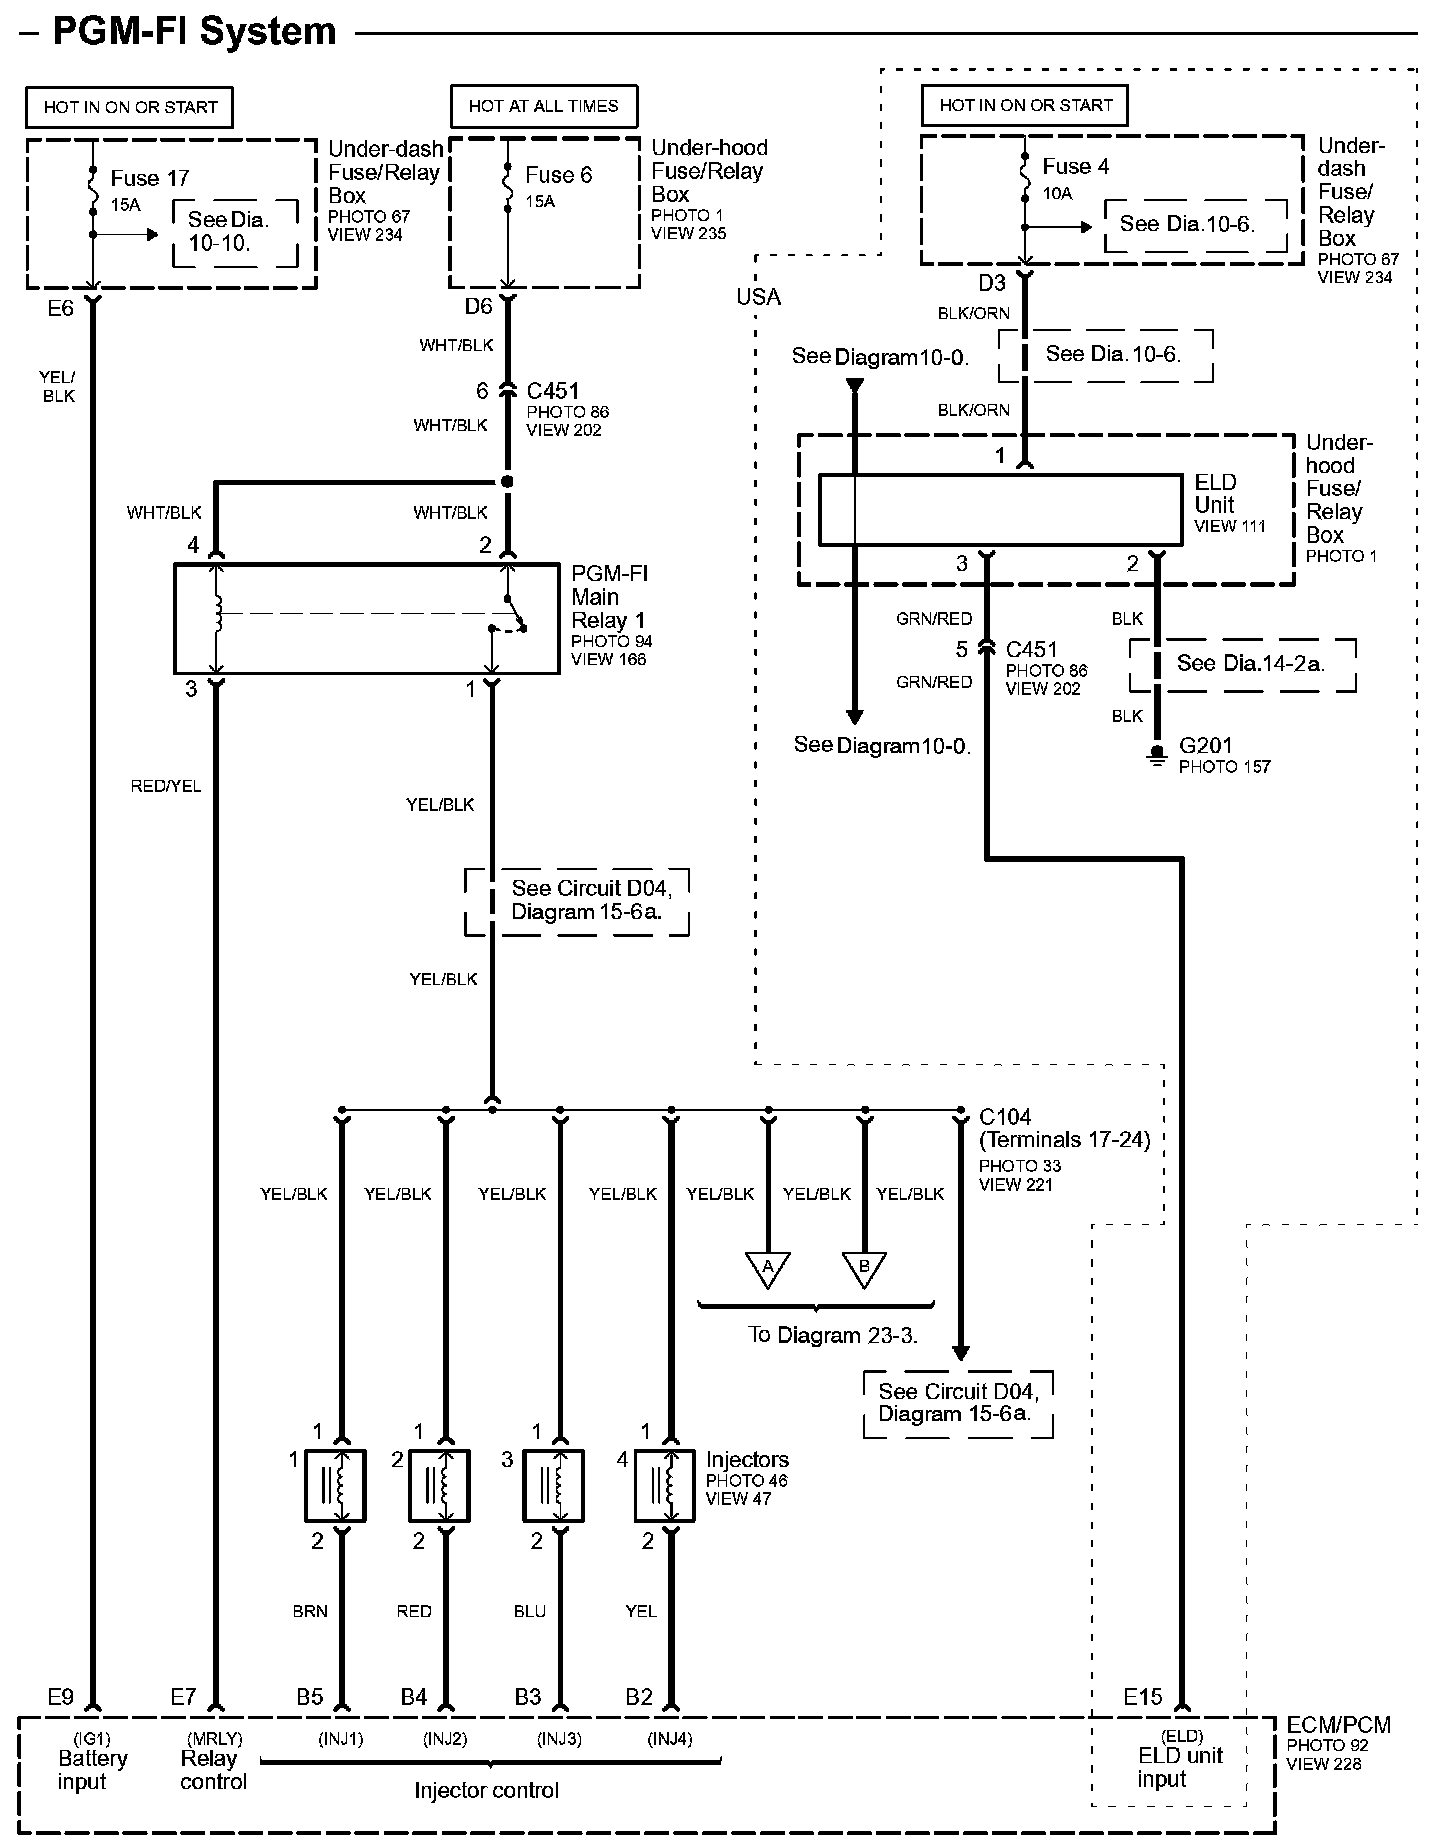 PGM-FI System
HOT IN ON OR START
HOT AT ALL TIMES
HOT IN ON OR START
Fuse 17
15A
See Dia.
10-10.
Under-dash
Fuse/Relay
Box
PHOTO 67
VIEW 234
Fuse 6
15A
Under-hood
Fuse/Relay
Box
PHOTO 1
VIEW 235
Fuse 4
10A
See Dia.10-6.
Under-
dash
Fuse/
Relay
Box
PHOTO 67
VIEW 234
E6
D6
D3
USA
BLK/ORN
WHT/BLK
See Diagram10-0.
See Dia. 10-6.
YEL/
BLK
6
C451
PHOTO 86
VIEW 202
BLK/ORN
WHT/BLK
1
Under-
hood
Fuse/
Relay
Box
PHOTO 1
ELD
Unit
VIEW 111
WHT/BLK
WHT/BLK
4
2
3
2
PGM-FI
Main
Relay 1
PHOTO 94
VIEW 166
GRN/RED
BLK
5
C451
PHOTO 86
VIEW 202
See Dia.14-2a.
3
1
GRN/RED
BLK
See Diagram10-0.
G201
PHOTO 157
RED/YEL
YEL/BLK
See Circuit D04,
Diagram 15-6a.
YEL/BLK
C104
(Terminals 17-24)
PHOTO 33
VIEW 221
YEL/BLK
YEL/BLK
YEL/BLK
YEL/BLK
YEL/BLK
YEL/BLK
YEL/BLK
A
B
To Diagram 23-3.
See Circuit D04,
Diagram 15-6a.
1
1
1
1
1
2
3
4
Injectors
PHOTO 46
VIEW 47
2
2
2
2
BRN
RED
BLU
YEL
E9
E7
B5
B4
B3
B2
E15
(IG1)
Battery
input
(MRLY)
Relay
control
(INJ1)
(INJ2)
(INJ3)
(INJ4)
Injector control
(ELD)
ELD unit
input
ECM/PCM
PHOTO 92
VIEW 228